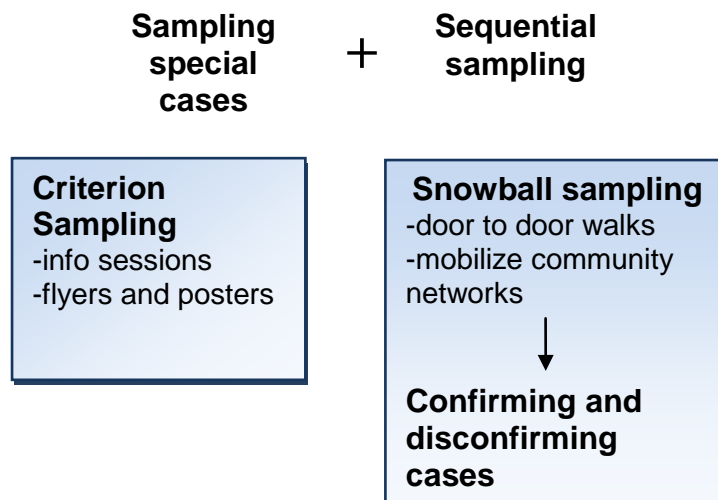 Sampling
special
cases
+
Sequential
sampling
Criterion
Sampling
-info sessions
-flyers and posters
Snowball sampling
-door to door walks
-mobilize community
networks
Confirming and
disconfirming
cases